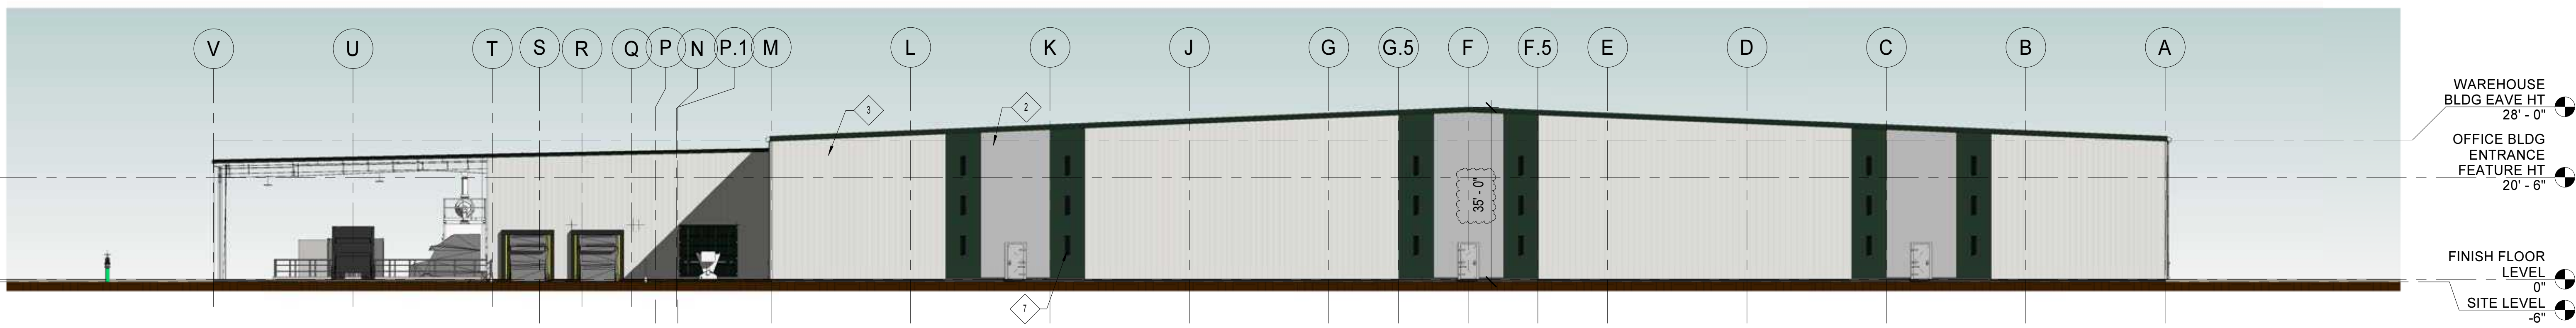 V
U
T
S
R
Q
P
N
P.1
M
L
K
J
G
G.5
F
F.5
E
D
C
B
A
3
2
WAREHOUSE
BLDG EAVE HT
28' - 0"
OFFICE BLDG
ENTRANCE
FEATURE HT
20' - 6"
35' - 0"
FINISH FLOOR
LEVEL
0"
7
SITE LEVEL
-6"